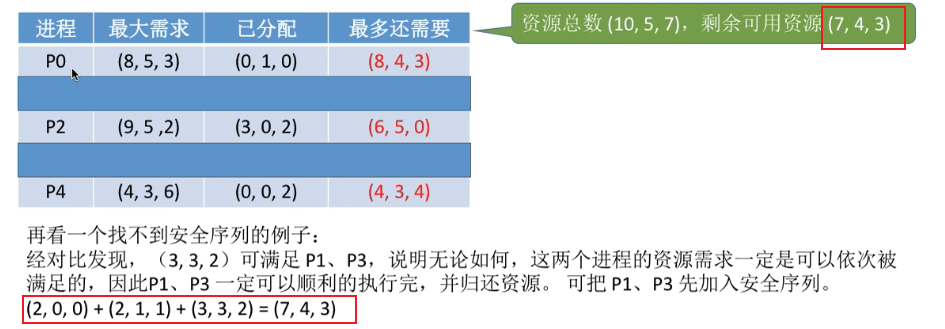 资源总数 (10, 5, 7)，剩余可用资源 (7, 4, 3)
进程 最大需求 已分配 最多还需要
P0 (8, 5, 3) (0, 1, 0) (8, 4, 3)
P2 (9, 5 ,2) (3, 0, 2) (6, 5, 0)
P4 (4, 3, 6) (0, 0, 2) (4, 3, 4)
再看一个找不到安全序列的例子：
经对比发现，（3, 3, 2）可满足 P1、P3，说明无论如何，这两个进程的资源需求一定是可以依次被
满足的，因此P1、P3 一定可以顺利的执行完，并归还资源。 可把 P1、P3 先加入安全序列。
(2, 0, 0) + (2, 1, 1) + (3, 3, 2) = (7, 4, 3)